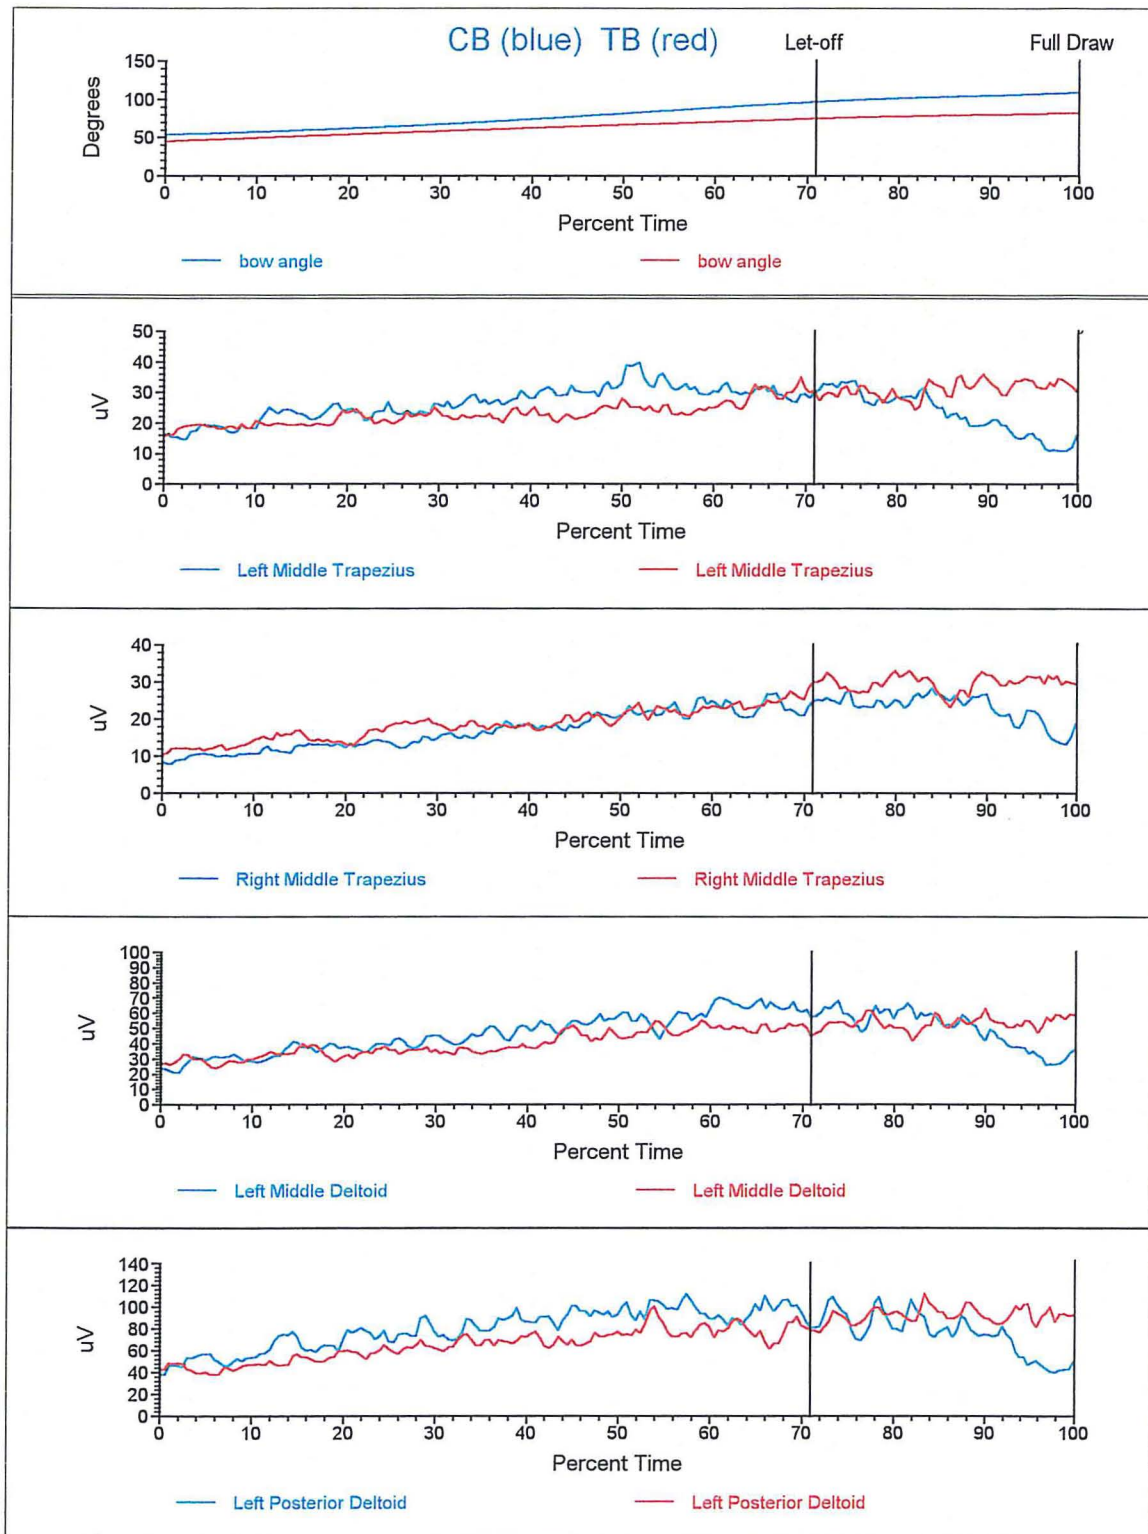 CB (blue) TB (red)
Let-off
Full Draw
150
100
50
0
Degrees
0 10 20 30 40 50 60 70 80 90 100
Percent Time
bow angle bow angle
50
40
30
20
10
0
uV
0 10 20 30 40 50 60 70 80 90 100
Percent Time
Left Middle Trapezius Left Middle Trapezius
40
30
20
10
0
uV
0 10 20 30 40 50 60 70 80 90 100
Percent Time
Right Middle Trapezius Right Middle Trapezius
100
90
80
70
60
50
40
30
20
10
0
uV
0 10 20 30 40 50 60 70 80 90 100
Percent Time
Left Middle Deltoid Left Middle Deltoid
140
120
100
80
60
40
20
0
uV
0 10 20 30 40 50 60 70 80 90 100
Percent Time
Left Posterior Deltoid Left Posterior Deltoid